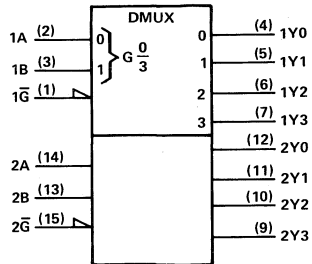 DMUX
1A (2) 0 0 (4) 1Y0
1B (3) 1 G 0/3 1 (5) 1Y1
1G̅ (1) 2 (6) 1Y2
3 (7) 1Y3
(12) 2Y0
2A (14) (11) 2Y1
2B (13) (10) 2Y2
2G̅ (15) (9) 2Y3